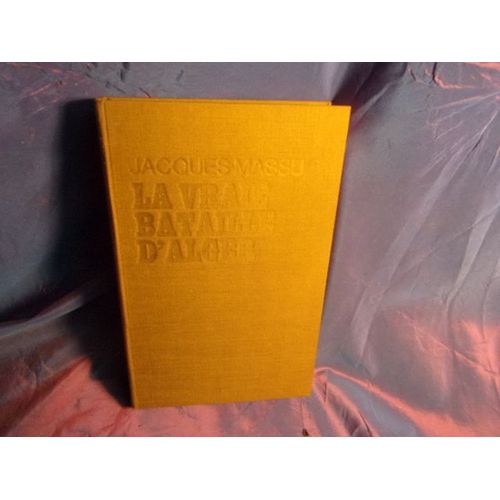 JACQUES MASSU
LA VRAIE
BATAILLE
D'ALGER